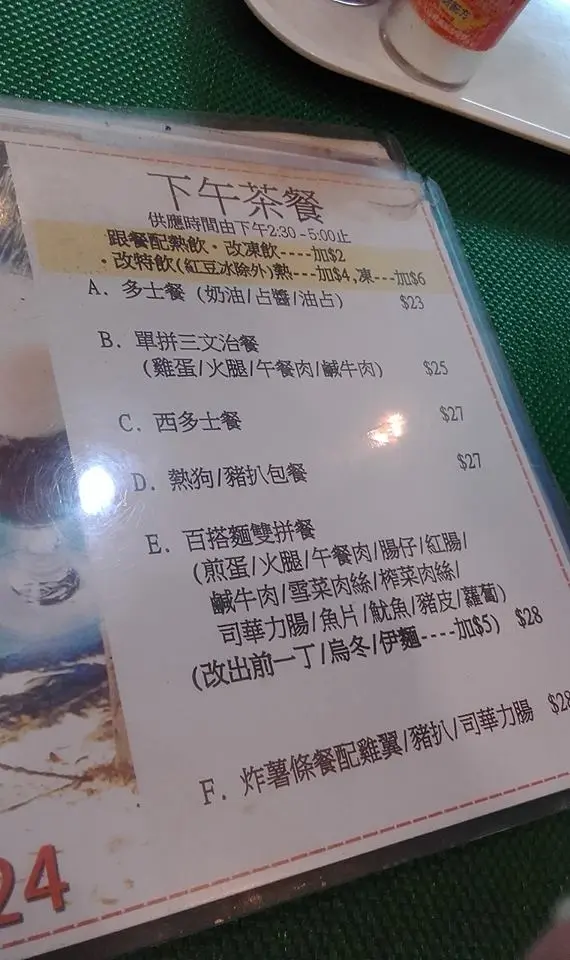 下午茶餐
供應時間由下午2:30-5:00止
跟餐配熱飲·改凍飲----加$2
·改特飲(紅豆冰除外)熱---加$4,凍---加$6
A. 多士餐 (奶油/占醬/油占) $23
B. 單拼三文治餐
(雞蛋/火腿/午餐肉/鹹牛肉) $25
C. 西多士餐 $27
D. 熱狗/豬扒包餐 $27
E. 百搭麵雙拼餐
(煎蛋/火腿/午餐肉/腸仔/紅腸/
鹹牛肉/雪菜肉絲/榨菜肉絲/
司華力腸/魚片/魷魚/豬皮/蘿蔔)
(改出前一丁/烏冬/伊麵----加$5) $28
F. 炸薯條餐配雞翼/豬扒/司華力腸 $28
24